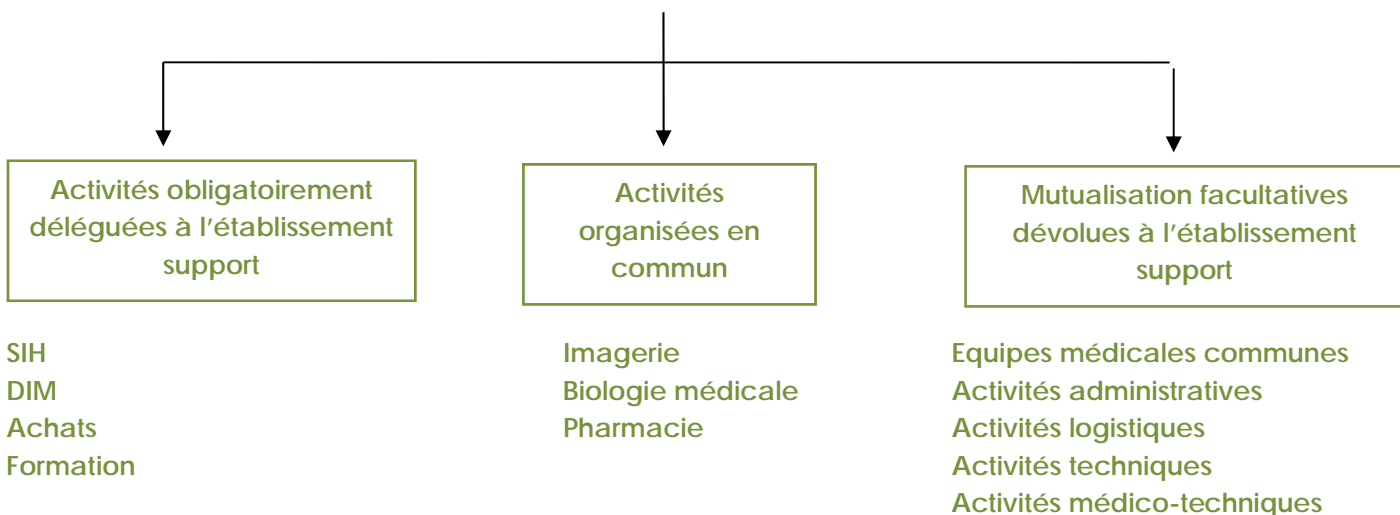 Activités obligatoirement
déléguées à l'établissement
support
Activités
organisées en
commun
Mutualisation facultatives
dévolues à l'établissement
support
SIH
DIM
Achats
Formation
Imagerie
Biologie médicale
Pharmacie
Equipes médicales communes
Activités administratives
Activités logistiques
Activités techniques
Activités médico-techniques